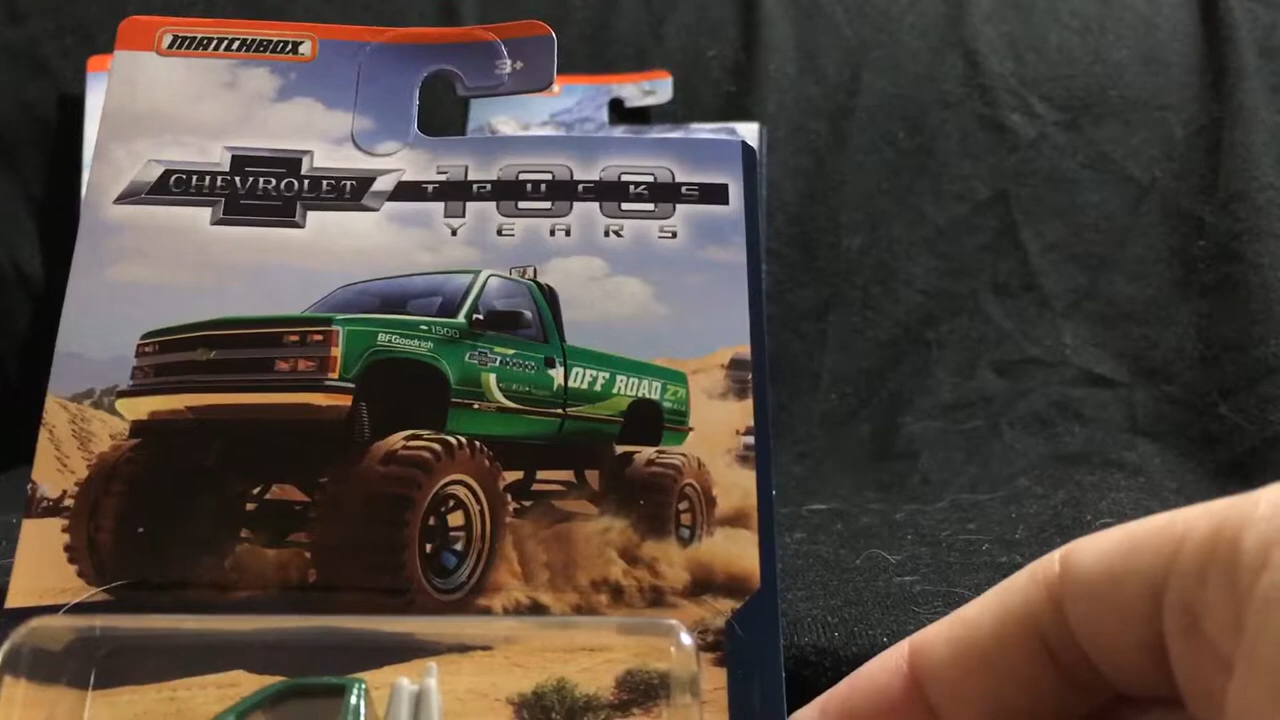 MATCHBOX
3+
CHEVROLET
100
TRUCKS
YEARS
1500
BFGoodrich
OFF ROAD Z71